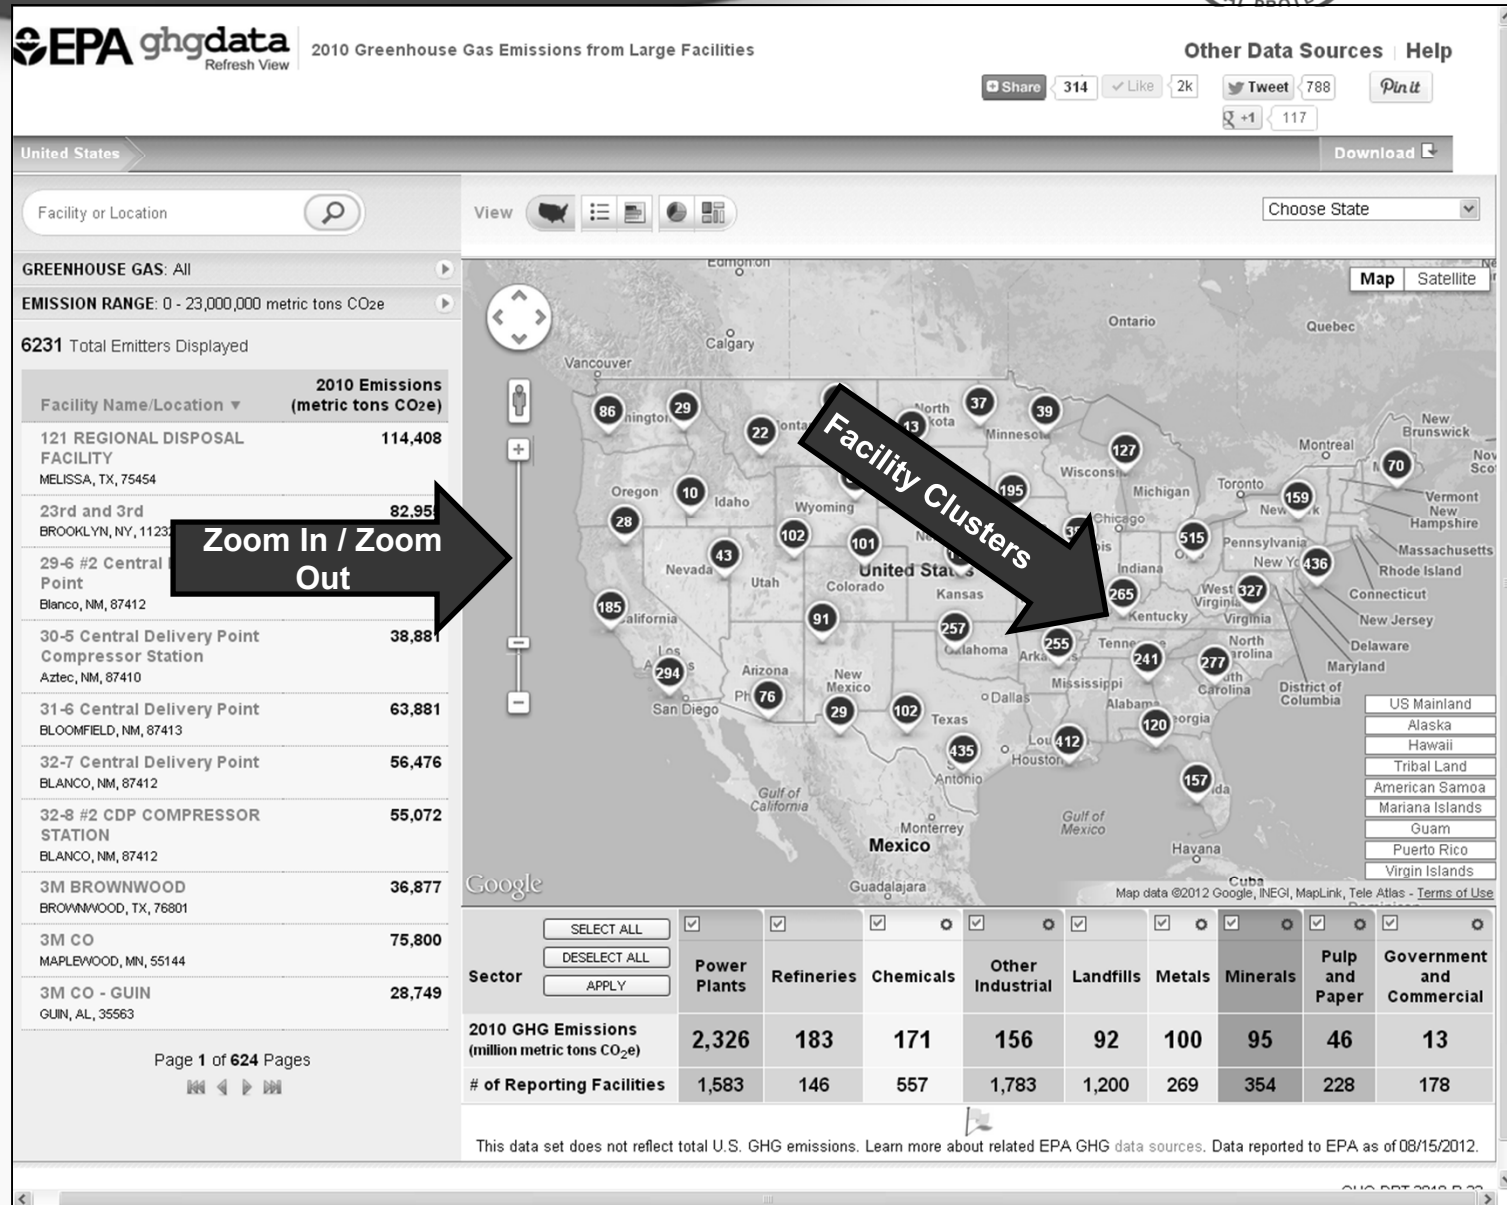 EPA ghgdata
Refresh View
2010 Greenhouse Gas Emissions from Large Facilities
Other Data Sources | Help
Share 314 Like 2k Tweet 788 Pin it
+1 117
United States
Download
Facility or Location
View
Choose State
GREENHOUSE GAS: All
EMISSION RANGE: 0 - 23,000,000 metric tons CO2e
6231 Total Emitters Displayed
Facility Name/Location ▼
2010 Emissions
(metric tons CO2e)
121 REGIONAL DISPOSAL
FACILITY
MELISSA, TX, 75454
114,408
23rd and 3rd
BROOKLYN, NY, 11232
29-6 #2 Central
Point
Blanco, NM, 87412
30-5 Central Delivery Point
Compressor Station
Aztec, NM, 87410
38,881
31-6 Central Delivery Point
BLOOMFIELD, NM, 87413
63,881
32-7 Central Delivery Point
BLANCO, NM, 87412
56,476
32-8 #2 CDP COMPRESSOR
STATION
BLANCO, NM, 87412
55,072
3M BROWNWOOD
BROWNWOOD, TX, 76801
36,877
3M CO
MAPLEWOOD, MN, 55144
75,800
3M CO - GUIN
GUIN, AL, 35563
28,749
Page 1 of 624 Pages
Zoom In / Zoom
Out
Facility Clusters
Map Satellite
Edmonton
Calgary
Vancouver
Ontario
Quebec
86
29
22
13
37
39
127
Minnesota
Wisconsin
Michigan
Montreal
Toronto
New
Brunswick
70
159
Vermont
New
Hampshire
Massachusetts
Rhode Island
Connecticut
New Jersey
Delaware
Maryland
District of
Columbia
Oregon
10
Idaho
Wyoming
195
Chicago
28
102
101
515
Pennsylvania
436
43
Nevada
Utah
Colorado
United States
Kansas
Indiana
265
West
Virginia
327
Virginia
Kentucky
185
California
91
257
Oklahoma
255
241
277
North
Carolina
South
Carolina
294
San Diego
Arizona
76
New
Mexico
29
102
Texas
Dallas
Mississippi
Alabama
120
Georgia
435
Houston
412
157
Gulf of
California
Monterrey
Mexico
Gulf of
Mexico
Havana
Cuba
Guadalajara
US Mainland
Alaska
Hawaii
Tribal Land
American Samoa
Mariana Islands
Guam
Puerto Rico
Virgin Islands
Google
Map data ©2012 Google, INEGI, MapLink, Tele Atlas - Terms of Use
Sector
SELECT ALL
DESELECT ALL
APPLY
Power
Plants
Refineries
Chemicals
Other
Industrial
Landfills
Metals
Minerals
Pulp
and
Paper
Government
and
Commercial
2010 GHG Emissions
(million metric tons CO2e)
2,326 183 171 156 92 100 95 46 13
# of Reporting Facilities 1,583 146 557 1,783 1,200 269 354 228 178
This data set does not reflect total U.S. GHG emissions. Learn more about related EPA GHG data sources. Data reported to EPA as of 08/15/2012.